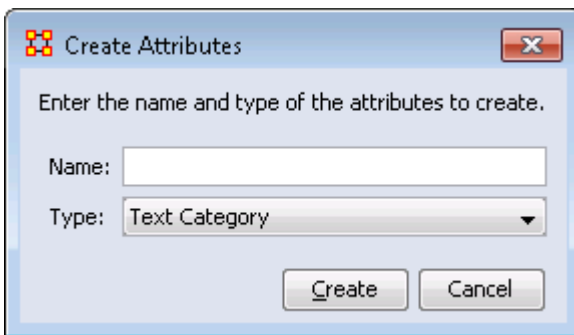 Create Attributes
Enter the name and type of the attributes to create.
Name:
Type: Text Category
Create Cancel